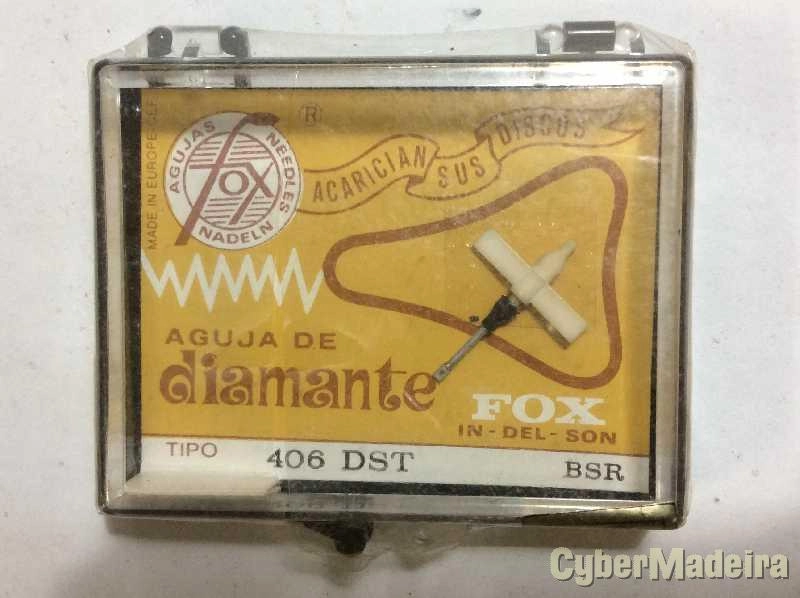 AGUJAS
NEEDLES
NADELN
fox
®
ACARICIAN SUS DISCOS
MADE IN EUROPE
AGUJA DE
diamante
FOX
IN-DEL-SON
TIPO 406 DST BSR
CyberMadeira